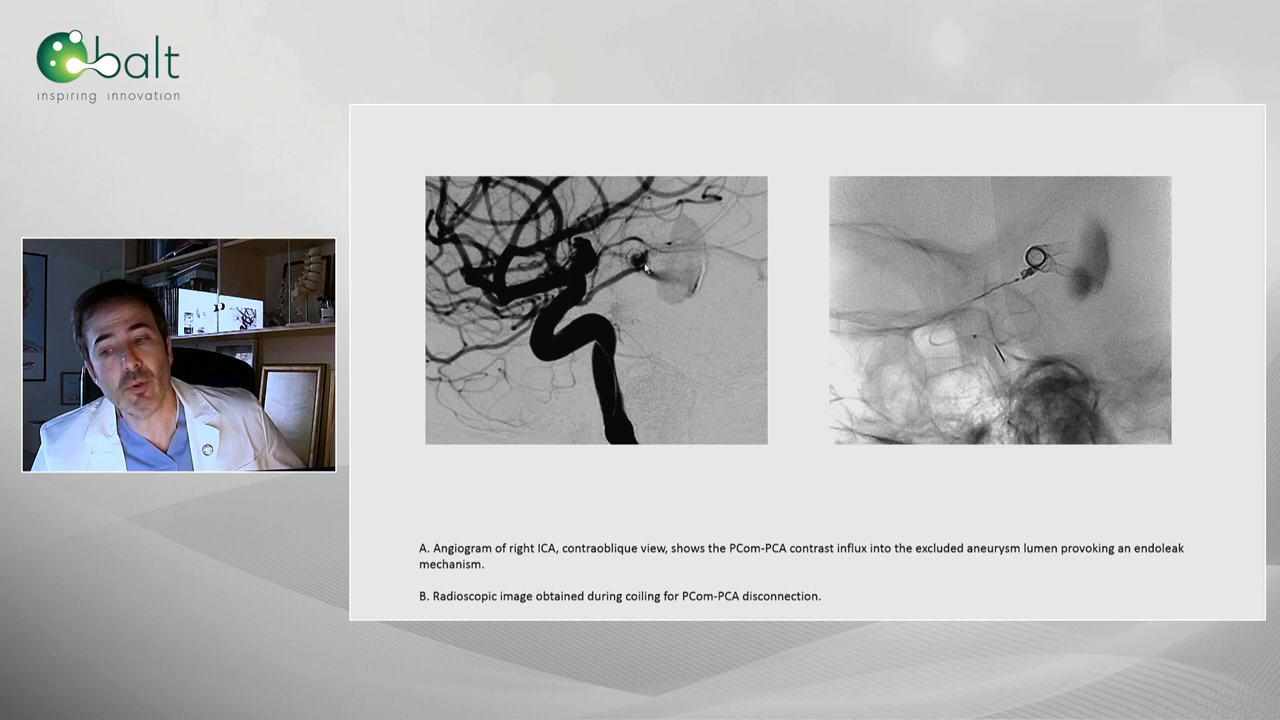 balt
inspiring innovation
A. Angiogram of right ICA, contraoblique view, shows the PCom-PCA contrast influx into the excluded aneurysm lumen provoking an endoleak
mechanism.
B. Radioscopic image obtained during coiling for PCom-PCA disconnection.